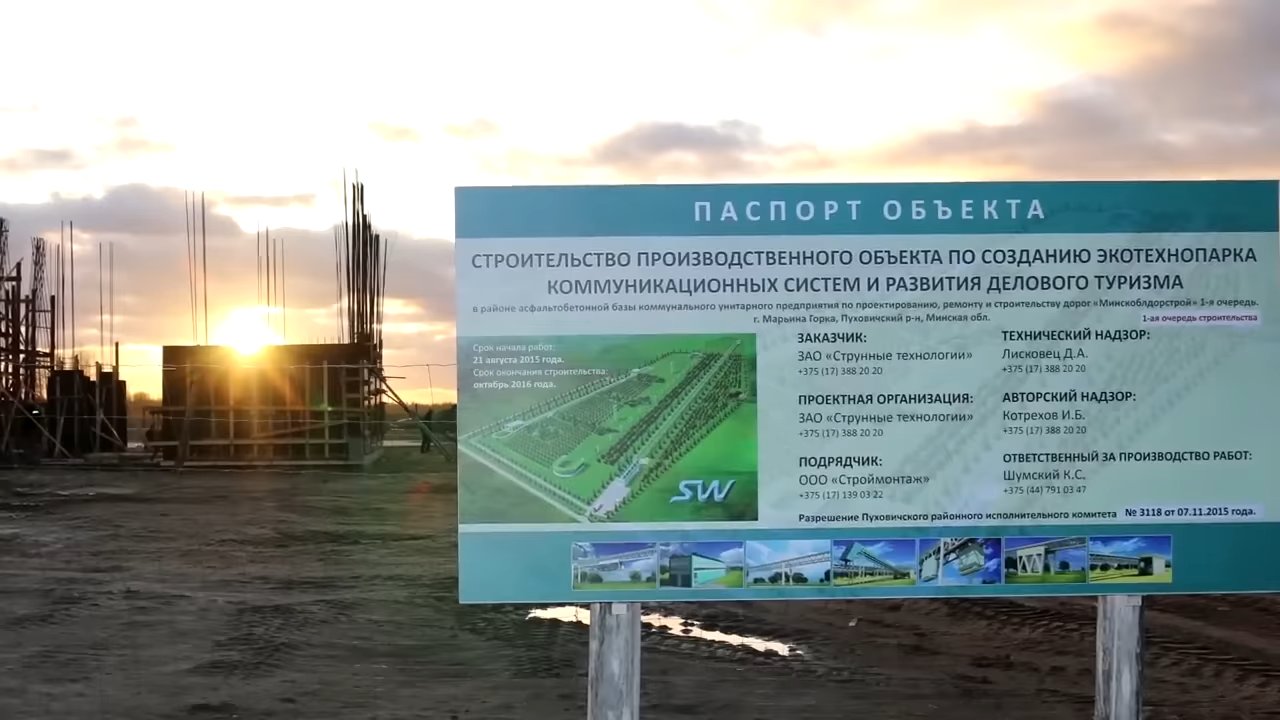 ПАСПОРТ ОБЪЕКТА
СТРОИТЕЛЬСТВО ПРОИЗВОДСТВЕННОГО ОБЪЕКТА ПО СОЗДАНИЮ ЭКОТЕХНОПАРКА
КОММУНИКАЦИОННЫХ СИСТЕМ И РАЗВИТИЯ ДЕЛОВОГО ТУРИЗМА
в районе асфальтобетонной базы коммунального унитарного предприятия по проектированию, ремонту и строительству дорог «Минскоблдорстрой» 1-я очередь.
г. Марьина Горка, Пуховичский р-н, Минская обл.
1-ая очередь строительства
Срок начала работ:
21 августа 2015 года.
Срок окончания строительства:
октябрь 2016 года.
SW
ЗАКАЗЧИК:
ЗАО «Струнные технологии»
+375 (17) 388 20 20
ПРОЕКТНАЯ ОРГАНИЗАЦИЯ:
ЗАО «Струнные технологии»
+375 (17) 388 20 20
ПОДРЯДЧИК:
ООО «Строймонтаж»
+375 (17) 139 03 22
ТЕХНИЧЕСКИЙ НАДЗОР:
Лисковец Д.А.
+375 (17) 388 20 20
АВТОРСКИЙ НАДЗОР:
Котрехов И.Б.
+375 (17) 388 20 20
ОТВЕТСТВЕННЫЙ ЗА ПРОИЗВОДСТВО РАБОТ:
Шумский К.С.
+375 (44) 791 03 47
Разрешение Пуховичского районного исполнительного комитета № 3118 от 07.11.2015 года.